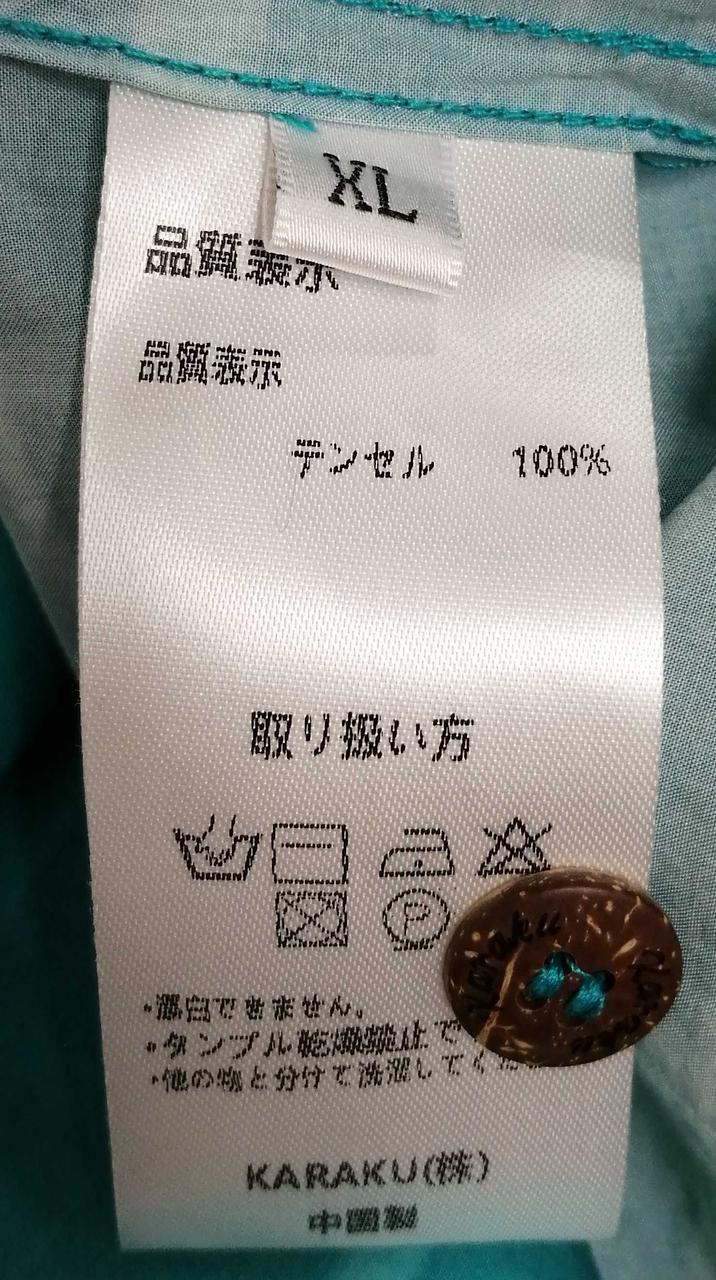 XL
品質表示
品質表示
テンセル 100%
取り扱い方
P
Karaku
・漂白できません。
・タンブル乾燥禁止で
・他の物と分けて洗濯してくだ
KARAKU(株)
中国製